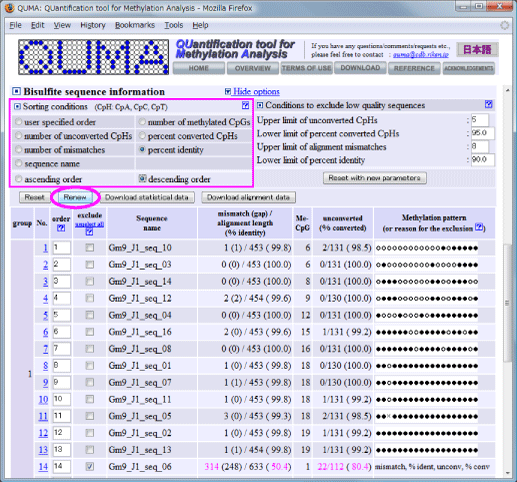 QUMA: QUantification tool for Methylation Analysis - Mozilla Firefox
File Edit View History Bookmarks Tools Help
QUMA
QUantification tool for
Methylation Analysis
If you have any questions/comments/requests etc.,
please feel free to contact : quma@cdb.riken.jp
日本語
HOME OVERVIEW TERMS OF USE DOWNLOAD REFERENCE ACKNOWLEDGEMENTS
Bisulfite sequence information Hide options
Sorting conditions (CpH: CpA, CpC, CpT) [?]
user specified order number of methylated CpGs
number of unconverted CpHs percent converted CpHs
number of mismatches percent identity
sequence name
ascending order descending order
Conditions to exclude low quality sequences [?]
Upper limit of unconverted CpHs : 5
Lower limit of percent converted CpHs : 95.0
Upper limit of alignment mismatches : 8
Lower limit of percent identity : 90.0
Reset with new parameters
Reset Renew Download statistical data Download alignment data
group No. order [?] exclude unselect all [?] Sequence name mismatch (gap) / alignment length (% identity) Me-CpG unconverted (% converted) Methylation pattern (or reason for the exclusion [?])
1
1 1 Gm9_J1_seq_10 1 (1) / 453 ( 99.8) 6 2/131 ( 98.5)
2 2 Gm9_J1_seq_03 0 (0) / 453 (100.0) 6 0/131 (100.0)
3 3 Gm9_J1_seq_14 0 (0) / 453 (100.0) 8 0/131 (100.0)
4 4 Gm9_J1_seq_12 2 (2) / 454 ( 99.6) 9 0/130 (100.0)
5 5 Gm9_J1_seq_04 0 (0) / 453 (100.0) 12 0/131 (100.0)
6 6 Gm9_J1_seq_16 2 (0) / 453 ( 99.6) 15 1/131 ( 99.2)
7 7 Gm9_J1_seq_08 0 (0) / 453 (100.0) 16 0/131 (100.0)
8 8 Gm9_J1_seq_01 1 (1) / 453 ( 99.8) 18 0/130 (100.0)
9 9 Gm9_J1_seq_07 1 (1) / 454 ( 99.8) 18 0/131 (100.0)
10 10 Gm9_J1_seq_11 1 (0) / 453 ( 99.8) 18 1/131 ( 99.2)
11 11 Gm9_J1_seq_05 3 (0) / 453 ( 99.3) 18 2/131 ( 98.5)
12 12 Gm9_J1_seq_02 1 (0) / 453 ( 99.8) 19 1/131 ( 99.2)
13 13 Gm9_J1_seq_13 1 (1) / 454 ( 99.8) 19 1/131 ( 99.2)
14 14 Gm9_J1_seq_06 314 (248) / 633 ( 50.4) 1 22/112 ( 80.4) mismatch, % ident, unconv, % conv